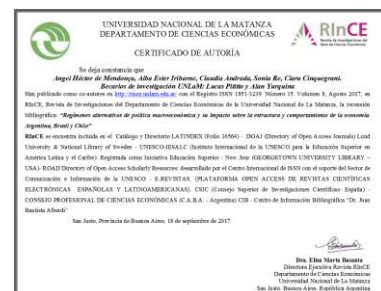 UNIVERSIDAD NACIONAL DE LA MATANZA
DEPARTAMENTO DE CIENCIAS ECONÓMICAS
RInCE
CERTIFICADO DE AUTORÍA
Se deja constancia que
Angel Héctor de Mendonça, Alba Ester Iribarne, Claudia Andrada, Sonia Re, Clara Cinquegrani.
Becarios de investigación UNLaM: Lucas y Alan Yurquina
Han publicado como co-autores en http://rince.unlam.edu.ar/ con el Registro ISSN 1851-3239. Número 15. Volumen 8, Agosto 2017, en
RInCE, Revista de Investigaciones del Departamento de Ciencias Económicas de la Universidad Nacional de La Matanza, la recensión
bibliográfica: "Regímenes alternativos de política macroeconómica y su impacto sobre la estructura y comportamiento de la economía.
Argentina, Brasil y Chile"
RInCE se encuentra incluida en el Catálogo y Directorio LATINDEX (Folio 16564) - DOAJ (Directory of Open Access Journals) Lund
University & National Library of Sweden - UNESCO-IESALC (Instituto Internacional de la UNESCO para la Educación Superior en
América Latina y el Caribe): Registrada como Iniciativa Educación Superior - New Jour (GEORGETOWN UNIVERSITY LIBRARY –
USA)- ROAD Directory of Open Access Scholarly Resources: desarrollado por el Centro Internacional de la ISSN con el soporte del Sector de
Comunicación e Información de la UNESCO - E-REVISTAS. (PLATAFORMA OPEN ACCESS DE REVISTAS CIENTÍFICAS
ELECTRÓNICAS ESPAÑOLAS Y LATINOAMERICANAS). CSIC (Consejo Superior de Investigaciones Científicas- España) -
CONSEJO PROFESIONAL DE CIENCIAS ECONÓMICAS (C.A.B.A. - Argentina) CIB - Centro de Información Bibliográfica "Dr. Juan
Bautista Alberdi"
San Justo, Provincia de Buenos Aires, 18 de septiembre de 2017.
Dra. Elisa Marta Basanta
Directora Ejecutiva Revista RInCE
Departamento de Ciencias Económicas
Universidad Nacional de La Matanza
San Justo, Buenos Aires, República Argentina